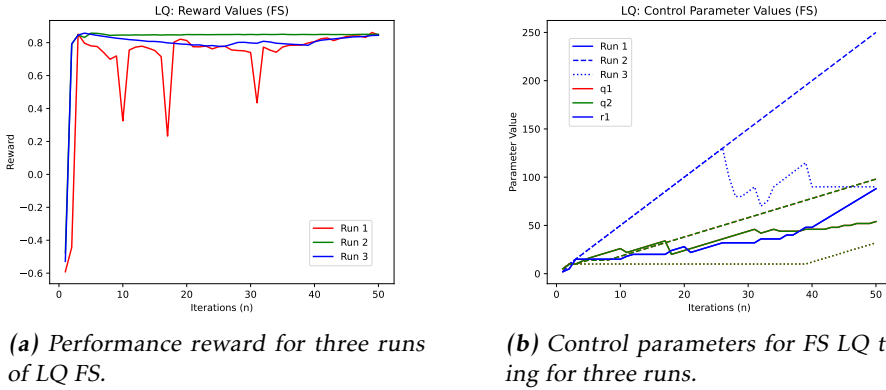 LQ: Reward Values (FS)
Reward
0.8
0.6
0.4
0.2
0.0
−0.2
−0.4
−0.6
Run 1
Run 2
Run 3
0
10
20
30
40
50
Iterations (n)
(a) Performance reward for three runs
of LQ FS.
LQ: Control Parameter Values (FS)
Parameter Value
250
200
150
100
50
0
Run 1
Run 2
Run 3
q1
q2
r1
0
10
20
30
40
50
Iterations (n)
(b) Control parameters for FS LQ t
ing for three runs.